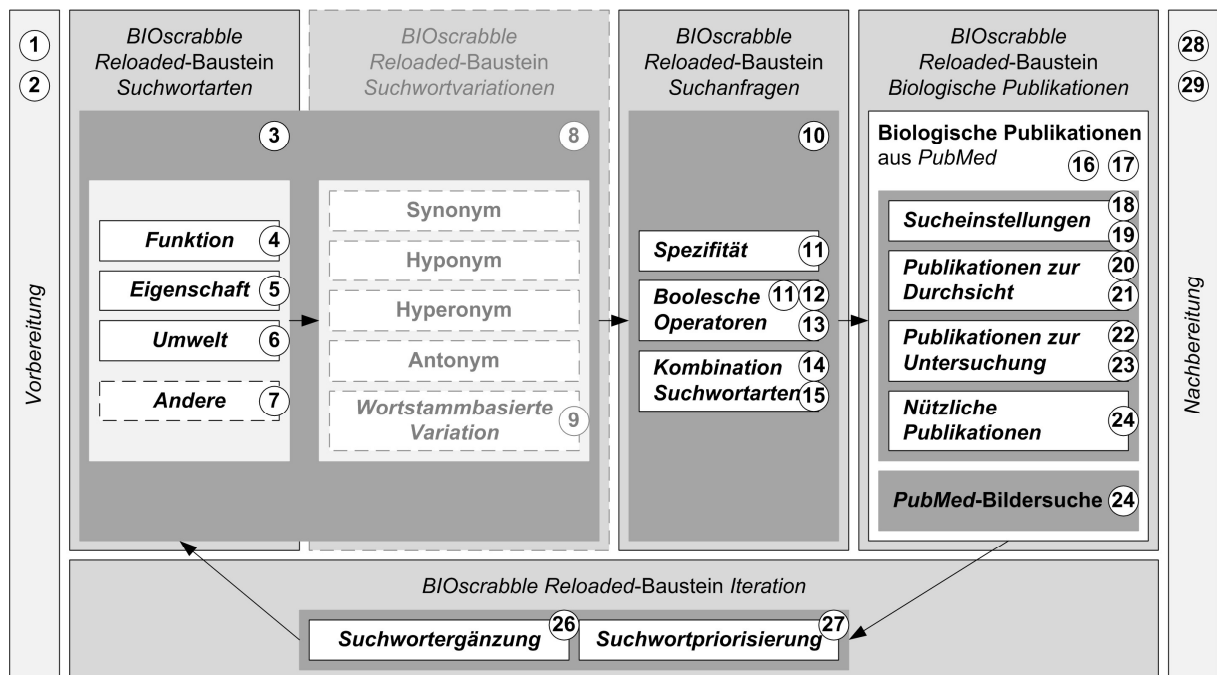 1
2
Vorbereitung
BIOscrabble
Reloaded-Baustein
Suchwortarten
3
Funktion 4
Eigenschaft 5
Umwelt 6
Andere 7
BIOscrabble
Reloaded-Baustein
Suchwortvariationen
8
Synonym
Hyponym
Hyperonym
Antonym
Wortstammbasierte
Variation 9
BIOscrabble
Reloaded-Baustein
Suchanfragen
10
Spezifität 11
Boolesche 11 12
Operatoren 13
Kombination 14
Suchwortarten 15
BIOscrabble
Reloaded-Baustein
Biologische Publikationen
Biologische Publikationen
aus PubMed 16 17
Sucheinstellungen 18
19
Publikationen zur 20
Durchsicht 21
Publikationen zur 22
Untersuchung 23
Nützliche
Publikationen 24
PubMed-Bildersuche 24
28
29
Nachbereitung
BIOscrabble Reloaded-Baustein Iteration
Suchwortergänzung 26 Suchwortpriorisierung 27